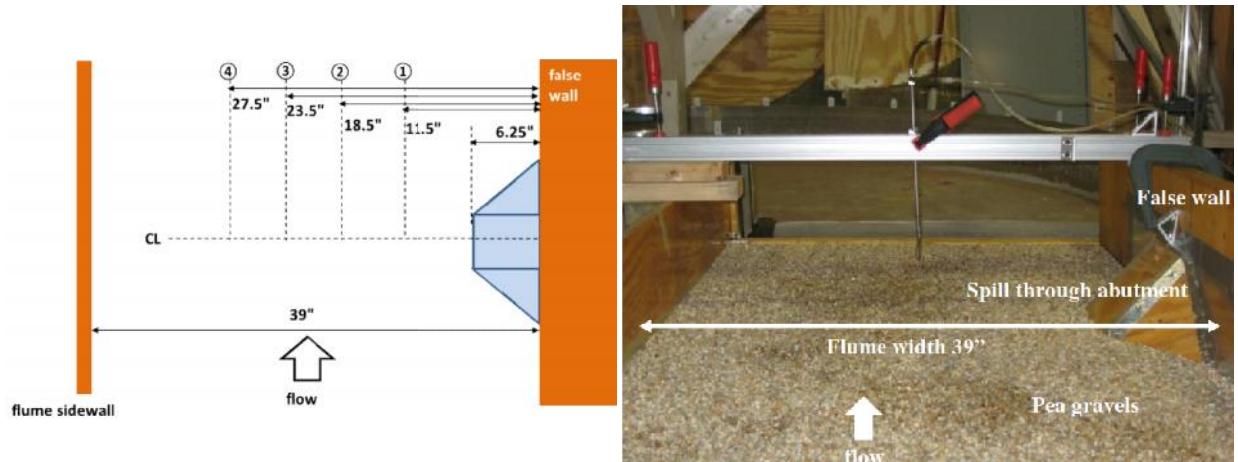 ④ ③ ② ①
false
wall
27.5"
23.5"
18.5"
11.5"
6.25"
CL
39"
flume sidewall
flow
False wall
Spill through abutment
Flume width 39”
Pea gravels
flow